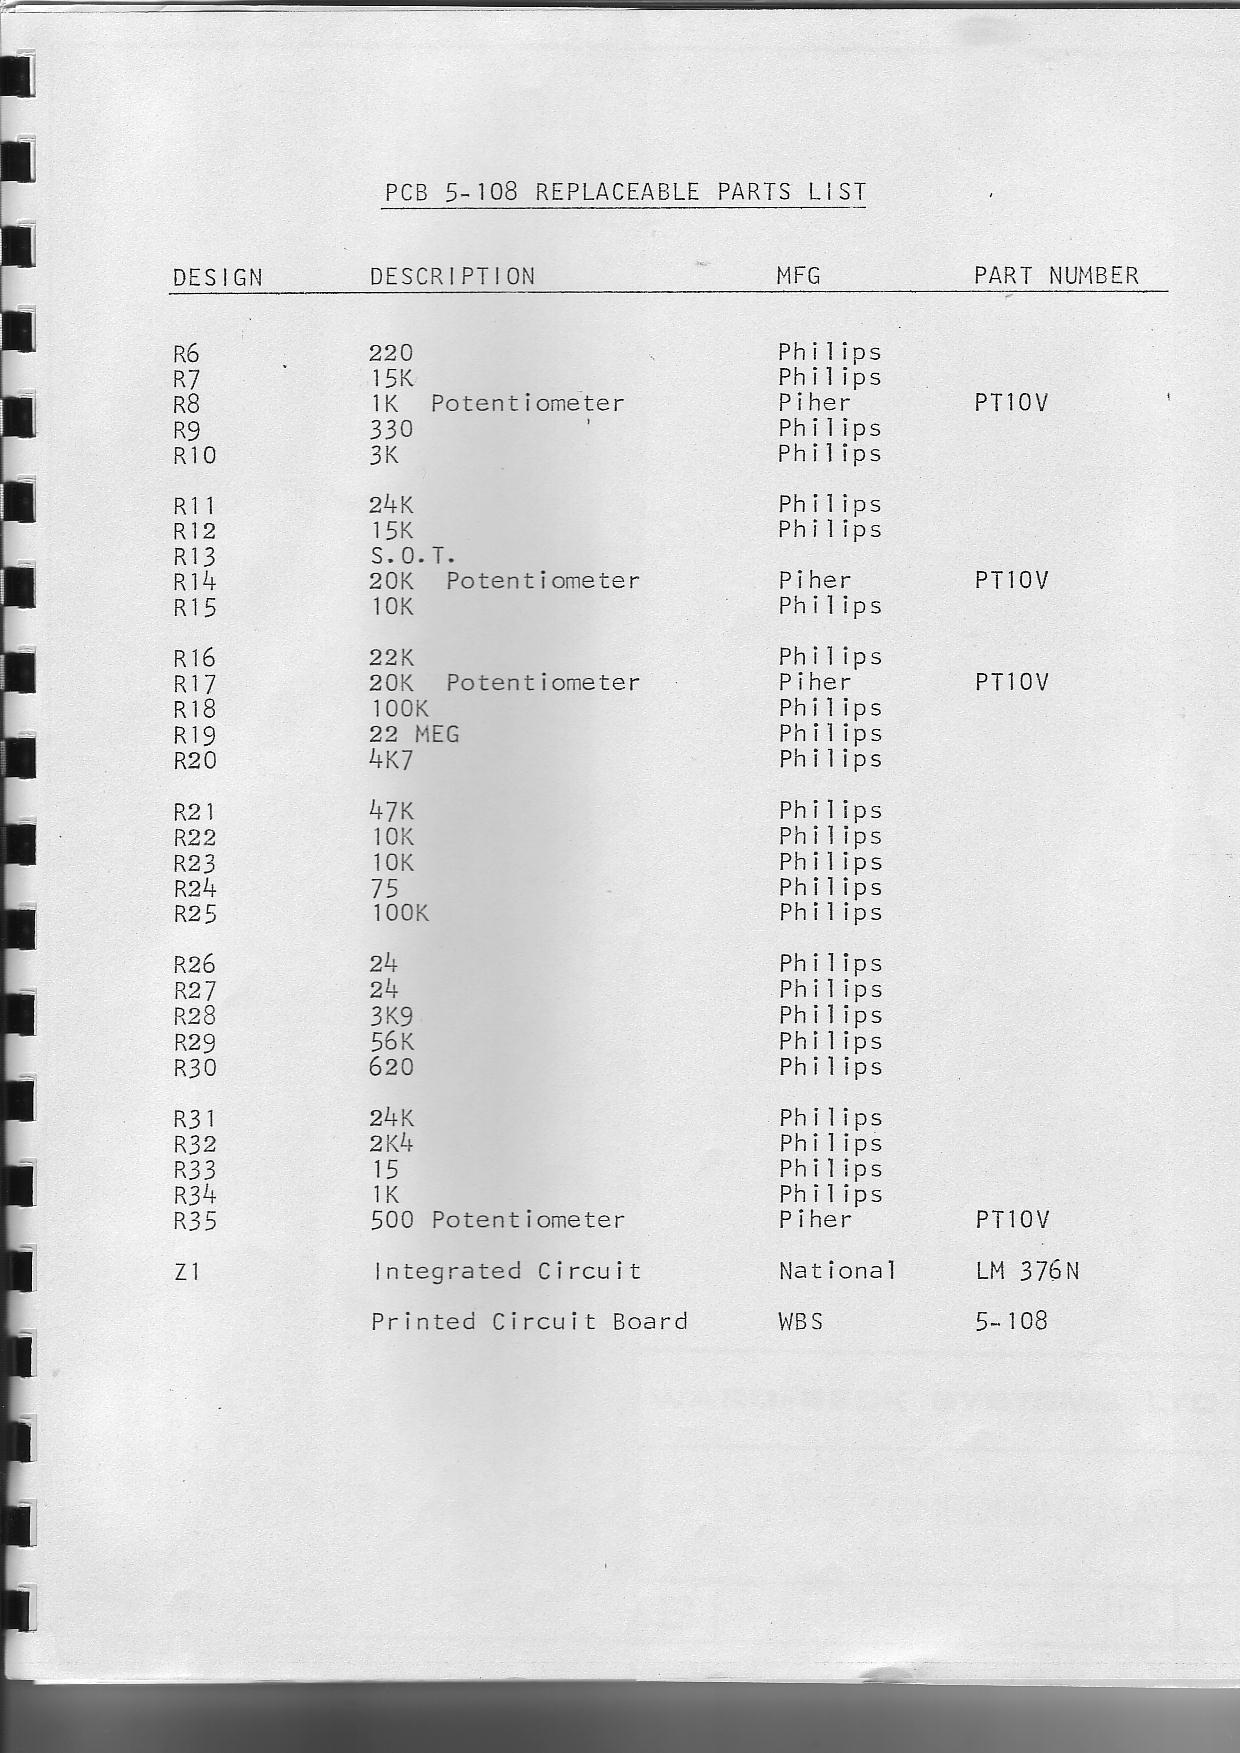 PCB 5-108 REPLACEABLE PARTS LIST
DESIGN DESCRIPTION MFG PART NUMBER
R6 220 Philips
R7 15K Philips
R8 1K Potentiometer Piher PT10V
R9 330 Philips
R10 3K Philips
R11 24K Philips
R12 15K Philips
R13 S.O.T.
R14 20K Potentiometer Piher PT10V
R15 10K Philips
R16 22K Philips
R17 20K Potentiometer Piher PT10V
R18 100K Philips
R19 22 MEG Philips
R20 4K7 Philips
R21 47K Philips
R22 10K Philips
R23 10K Philips
R24 75 Philips
R25 100K Philips
R26 24 Philips
R27 24 Philips
R28 3K9 Philips
R29 56K Philips
R30 620 Philips
R31 24K Philips
R32 2K4 Philips
R33 15 Philips
R34 1K Philips
R35 500 Potentiometer Piher PT10V
Z1 Integrated Circuit National LM 376N
Printed Circuit Board WBS 5-108